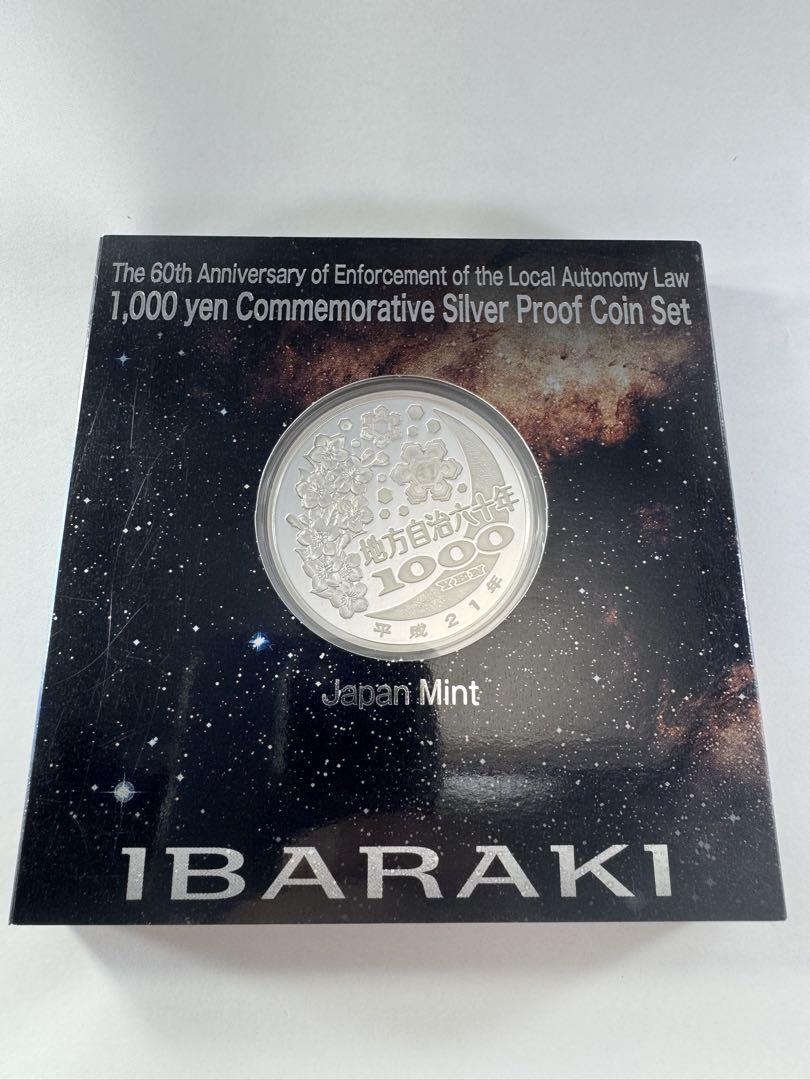 The 60th Anniversary of Enforcement of the Local Autonomy Law
1,000 yen Commemorative Silver Proof Coin Set
地方自治六十年
1000
YEN
平成21年
Japan Mint
IBARAKI